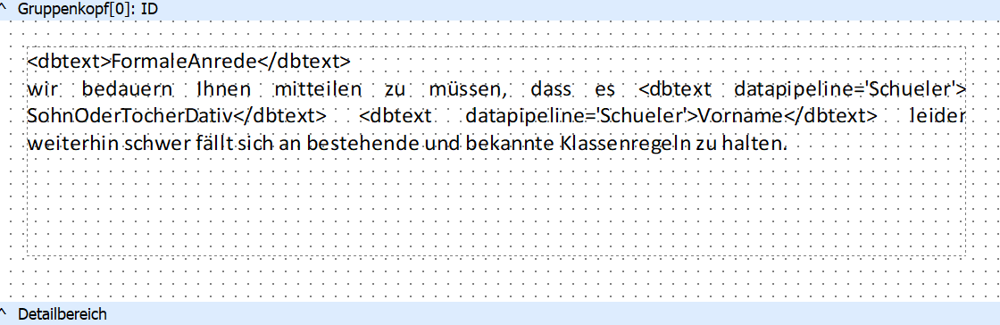 ^ Gruppenkopf[0]: ID
<dbtext>FormaleAnrede</dbtext>
wir bedauern Ihnen mitteilen zu müssen, dass es <dbtext datapipeline='Schueler'>
SohnOderTocherDativ</dbtext> <dbtext datapipeline='Schueler'>Vorname</dbtext> leider
weiterhin schwer fällt sich an bestehende und bekannte Klassenregeln zu halten.
^ Detailbereich